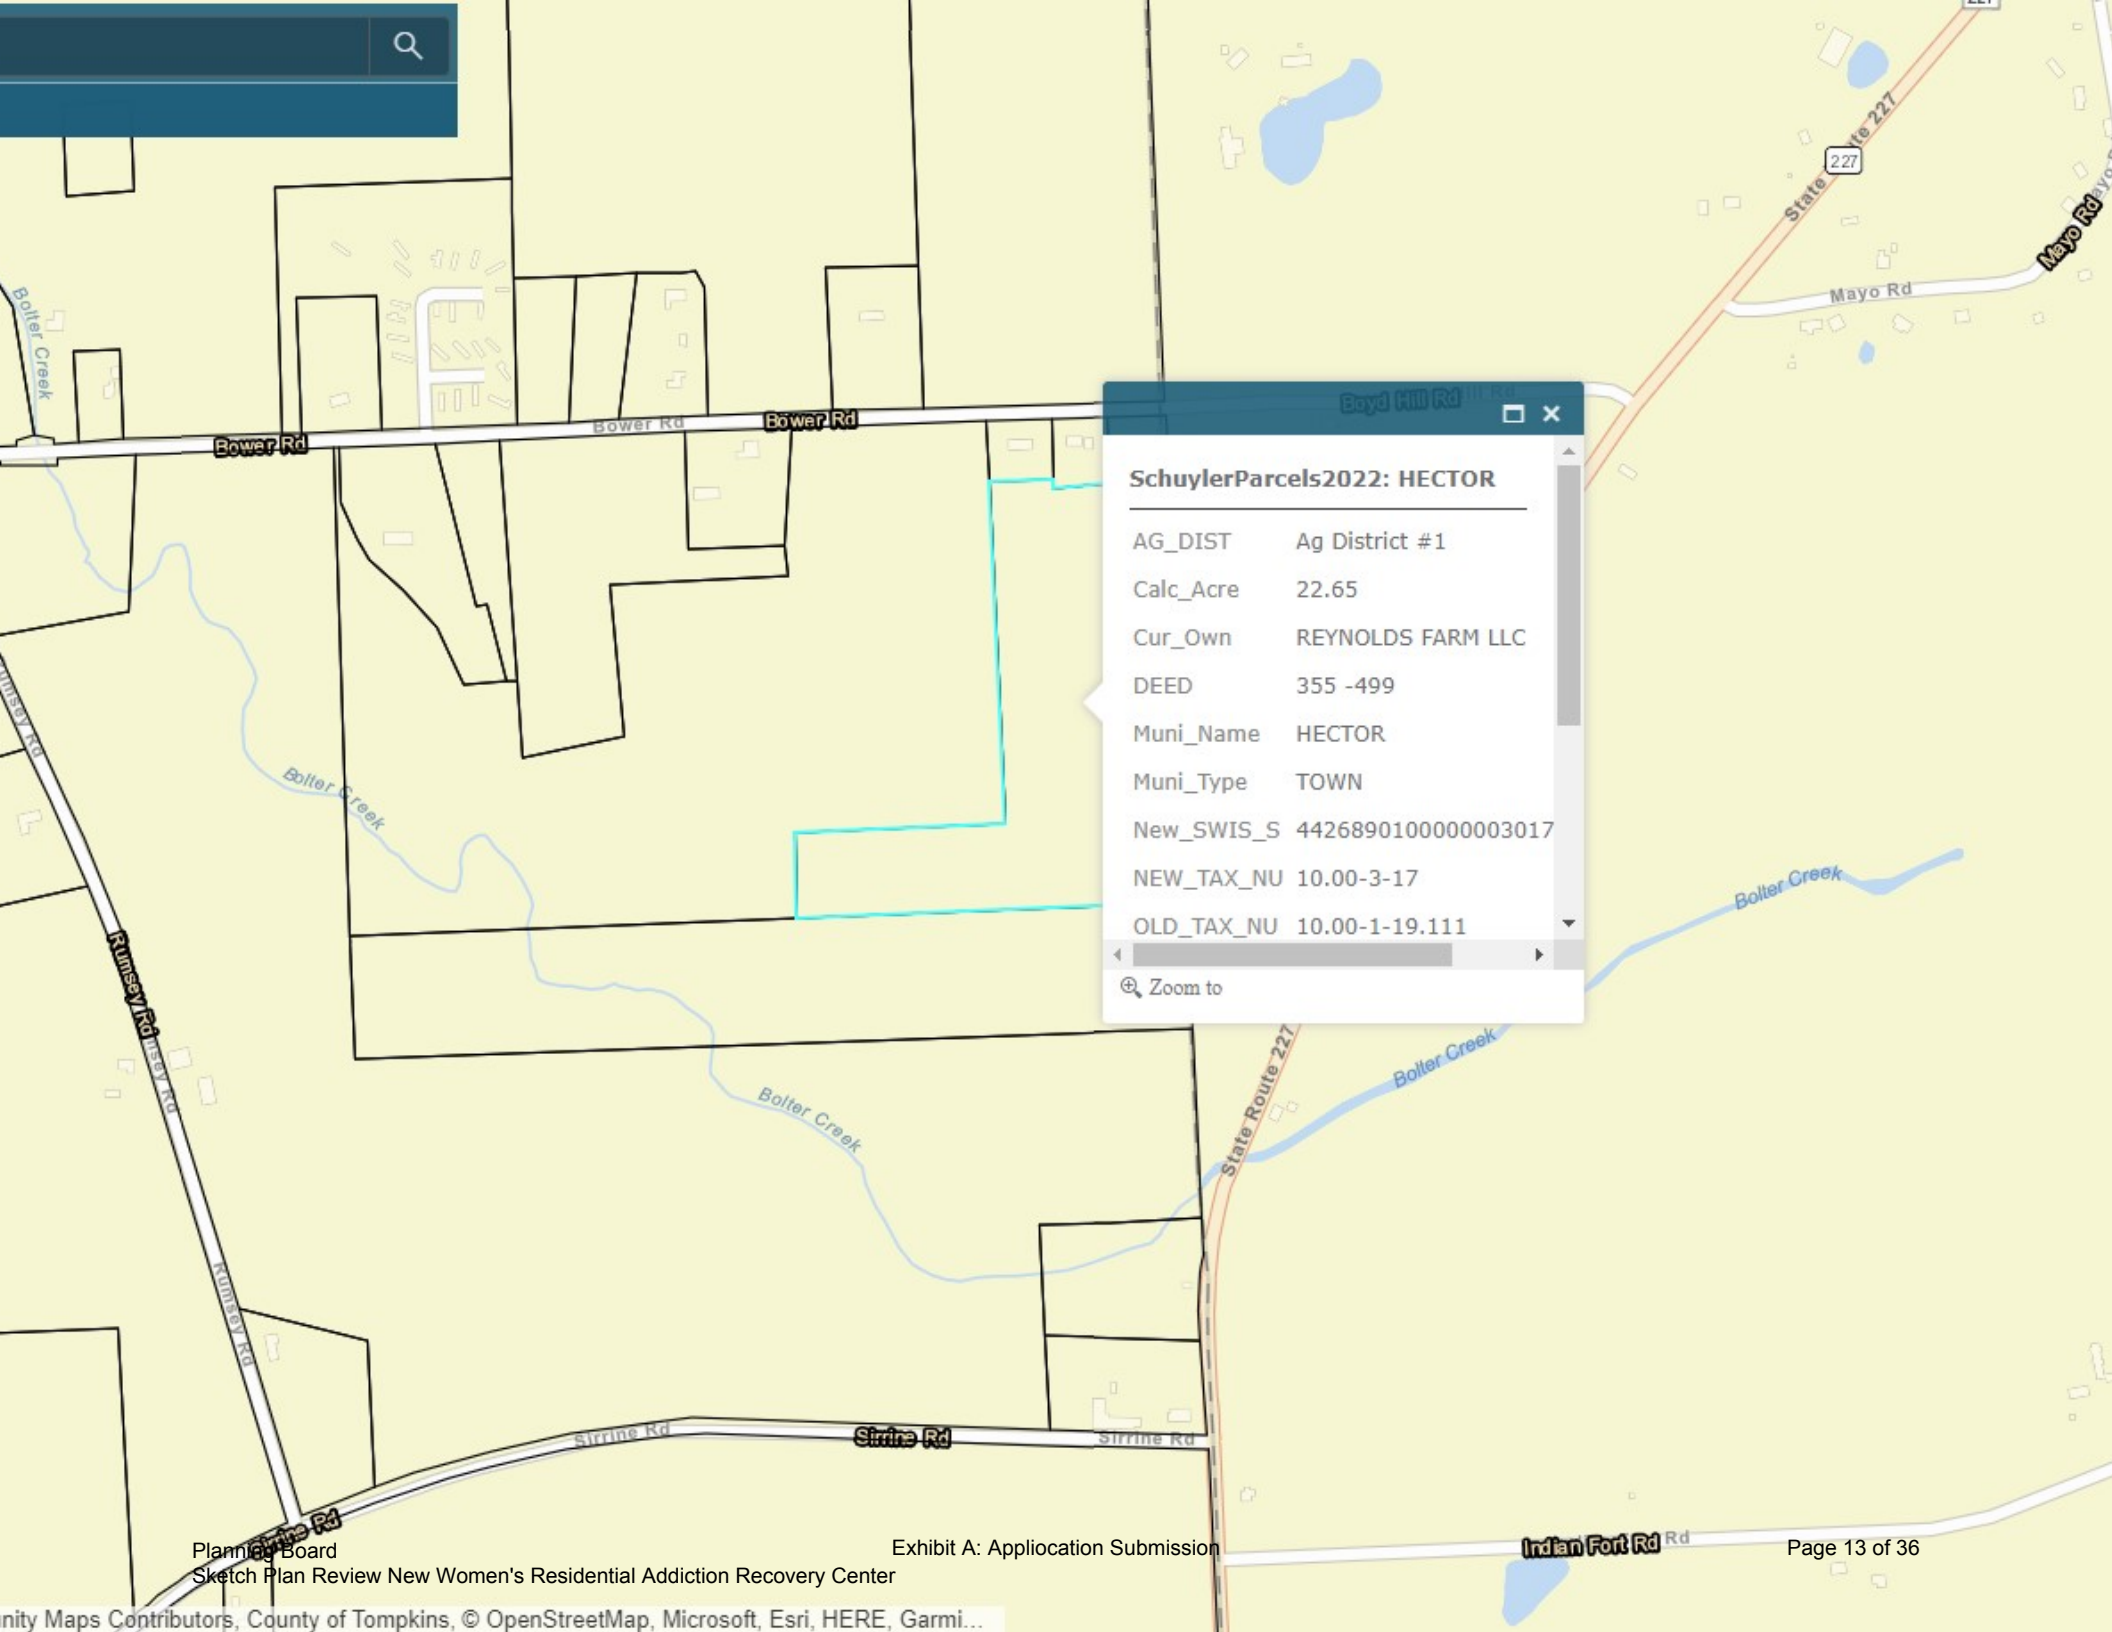 227
State Route 227
227
Mayo Rd
Mayo Rd
Bolter Creek
Boyd Hill Rd
Bower Rd
Bower Rd
Bower Rd
SchuylerParcels2022: HECTOR
AG_DIST Ag District #1
Calc_Acre 22.65
Cur_Own REYNOLDS FARM LLC
DEED 355 -499
Muni_Name HECTOR
Muni_Type TOWN
New_SWIS_S 4426890100000003017
NEW_TAX_NU 10.00-3-17
OLD_TAX_NU 10.00-1-19.111
Zoom to
Rumsey Rd
Bolter Creek
Bolter Creek
Rumsey Rd
Rumsey Rd
Bolter Creek
Bolter Creek
State Route 227
Rumsey Rd
Sirrine Rd
Sirrine Rd
Sirrine Rd
Sirrine Rd
Indian Fort Rd
Rd
Planning Board
Exhibit A: Appliocation Submission
Page 13 of 36
Sketch Plan Review New Women's Residential Addiction Recovery Center
nity Maps Contributors, County of Tompkins, © OpenStreetMap, Microsoft, Esri, HERE, Garmi...